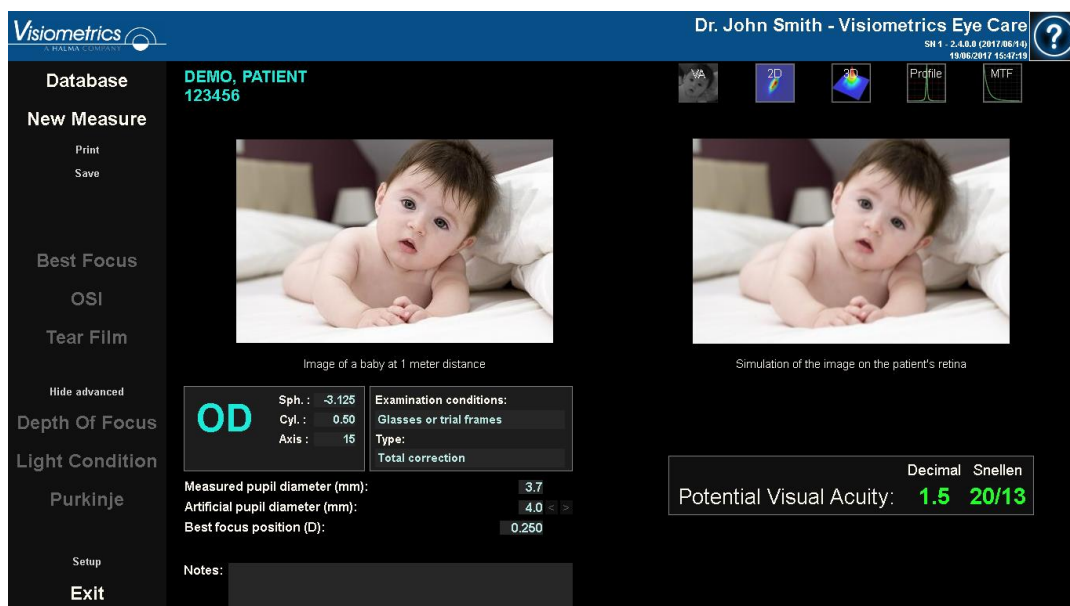 Visiometrics
A HALMA COMPANY
Dr. John Smith - Visiometrics Eye Care
SN 1 - 2.4.0.0 (2017/06/14)
19/06/2017 15:47:19
?
Database
New Measure
Print
Save
Best Focus
OSI
Tear Film
Hide advanced
Depth Of Focus
Light Condition
Purkinje
Setup
Exit
DEMO, PATIENT
123456
VA 2D 3D Profile MTF
Image of a baby at 1 meter distance
Simulation of the image on the patient's retina
OD
Sph. : -3.125
Cyl. : 0.50
Axis : 15
Examination conditions:
Glasses or trial frames
Type:
Total correction
Measured pupil diameter (mm): 3.7
Artificial pupil diameter (mm): 4.0 < >
Best focus position (D): 0.250
Notes:
Decimal Snellen
Potential Visual Acuity: 1.5 20/13